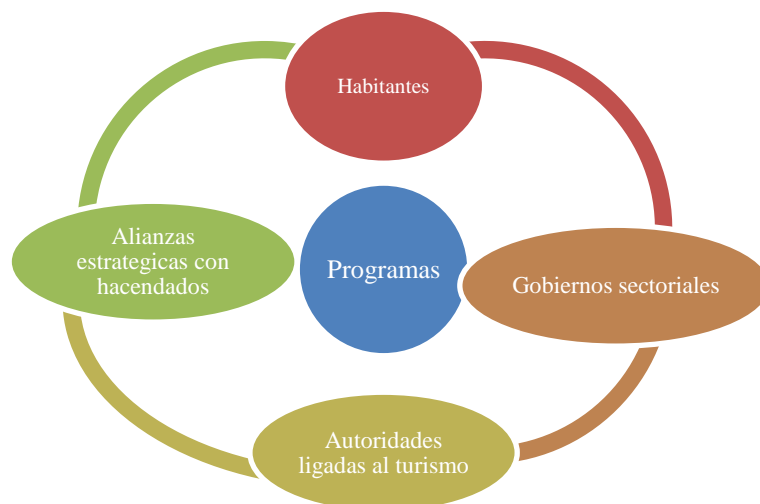 Habitantes
Alianzas
estrategicas con
hacendados
Programas
Gobiernos sectoriales
Autoridades
ligadas al turismo